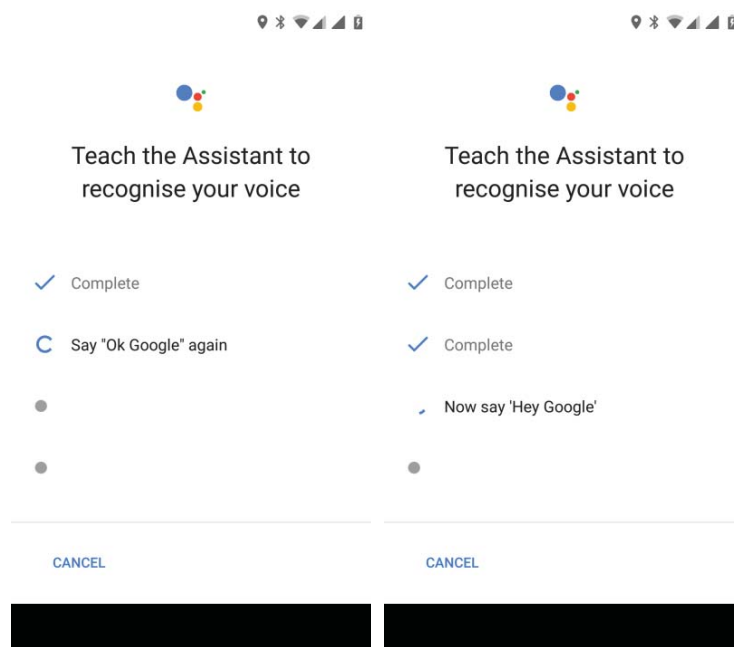 Teach the Assistant to
recognise your voice
Complete
Say "Ok Google" again
CANCEL
Teach the Assistant to
recognise your voice
Complete
Complete
Now say 'Hey Google'
CANCEL